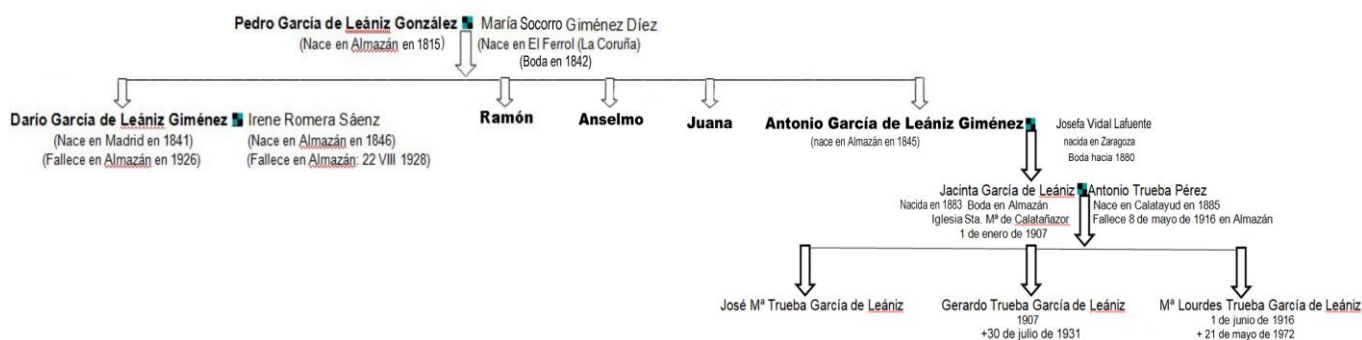 Pedro García de Leániz González María Socorro Giménez Díez
(Nace en Almazán en 1815) (Nace en El Ferrol (La Coruña)
(Boda en 1842)
Darío García de Leániz Giménez Irene Romera Sáenz
(Nace en Madrid en 1841) (Nace en Almazán en 1846)
(Fallece en Almazán en 1926) (Fallece en Almazán: 22 VIII 1928)
Ramón
Anselmo
Juana
Antonio García de Leániz Giménez Josefa Vidal Lafuente
(nace en Almazán en 1845) nacida en Zaragoza
Boda hacia 1880
Jacinta García de Leániz Antonio Trueba Pérez
Nacida en 1883 Boda en Almazán Nace en Calatayud en 1885
Iglesia Sta. Mª de Calatañazor Fallece 8 de mayo de 1916 en Almazán
1 de enero de 1907
José Mª Trueba García de Leániz
Gerardo Trueba García de Leániz
1907
+30 de julio de 1931
Mª Lourdes Trueba García de Leániz
1 de junio de 1916
+ 21 de mayo de 1972